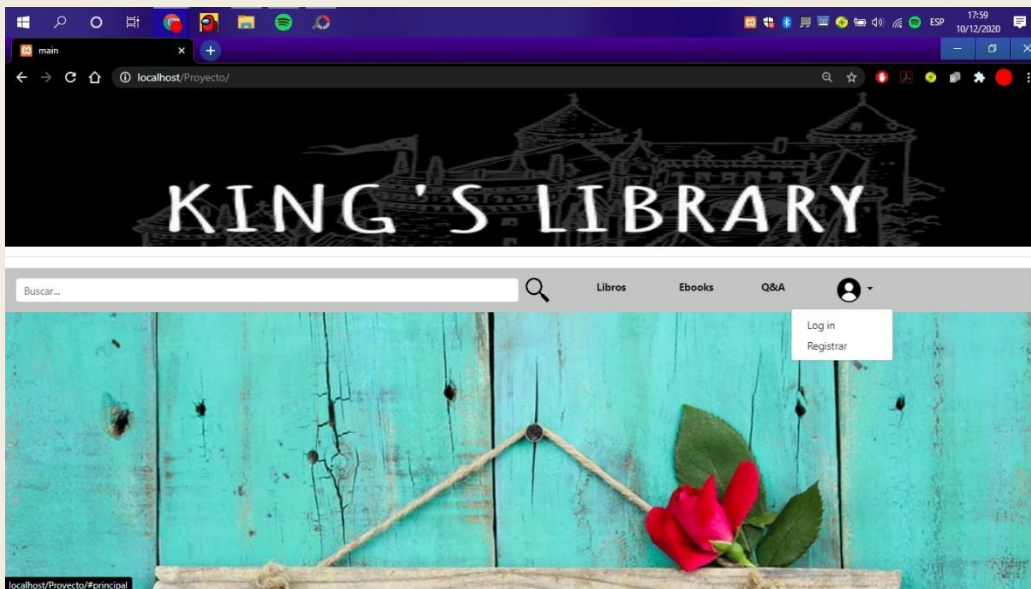 ESP
17:59
10/12/2020
main
localhost/Proyecto/
KING'S LIBRARY
Buscar...
Libros
Ebooks
Q&A
Log in
Registrar
localhost/Proyecto/#principal